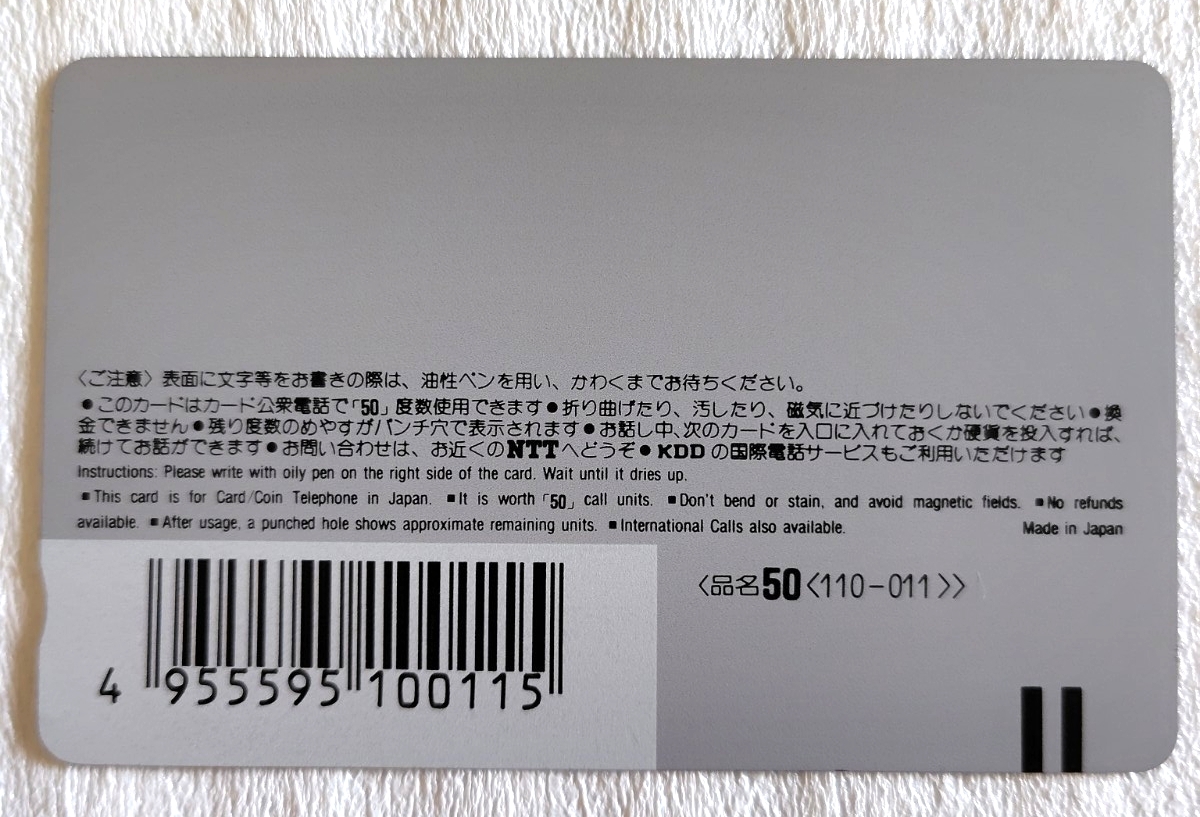 〈ご注意〉表面に文字等をお書きの際は、油性ペンを用い、かわくまでお待ちください。
●このカードはカード公衆電話で「50」度数使用できます●折り曲げたり、汚したり、磁気に近づけたりしないでください●換
金できません●残り度数のめやすがパンチ穴で表示されます●お話し中、次のカードを入口に入れておくか硬貨を投入すれば、
続けてお話ができます●お問い合わせは、お近くのNTTへどうぞ●KDDの国際電話サービスもご利用いただけます
Instructions: Please write with oily pen on the right side of the card. Wait until it dries up.
■This card is for Card/Coin Telephone in Japan. ■It is worth「50」call units. ■Don't bend or stain, and avoid magnetic fields. ■No refunds
available. ■After usage, a punched hole shows approximate remaining units. ■International Calls also available. Made in Japan
〈品名50〈110-011〉〉
4 955595 100115